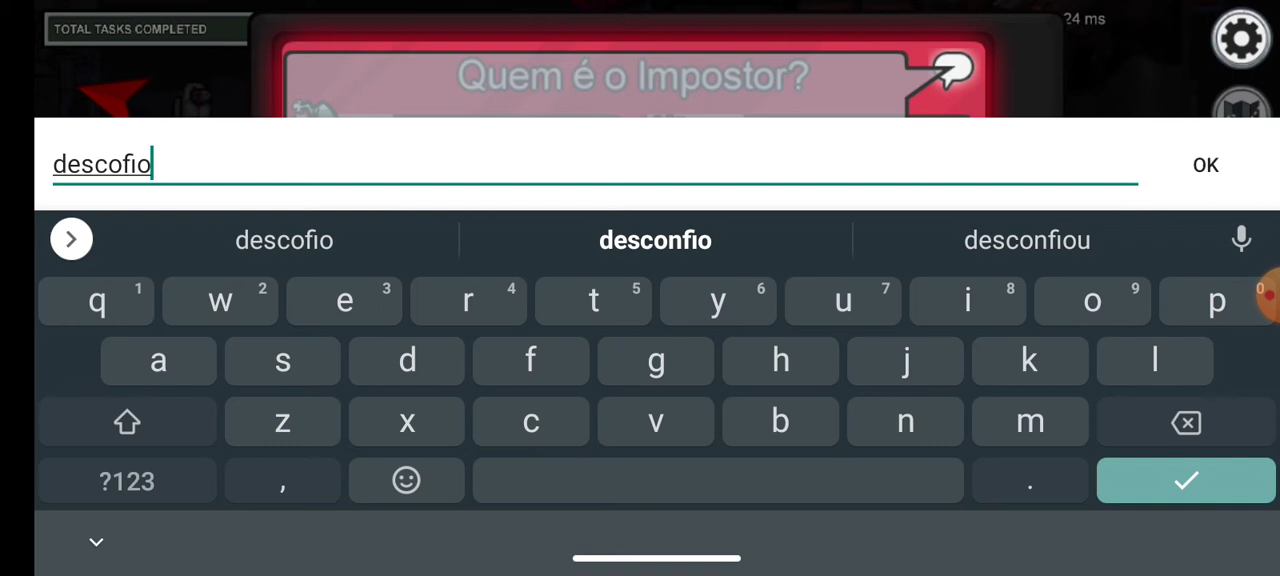 TOTAL TASKS COMPLETED
24 ms
Quem é o Impostor?
descofio
OK
descofio desconfio desconfiou
q 1 w 2 e 3 r 4 t 5 y 6 u 7 i 8 o 9 p 0
a s d f g h j k l
z x c v b n m
?123 , .